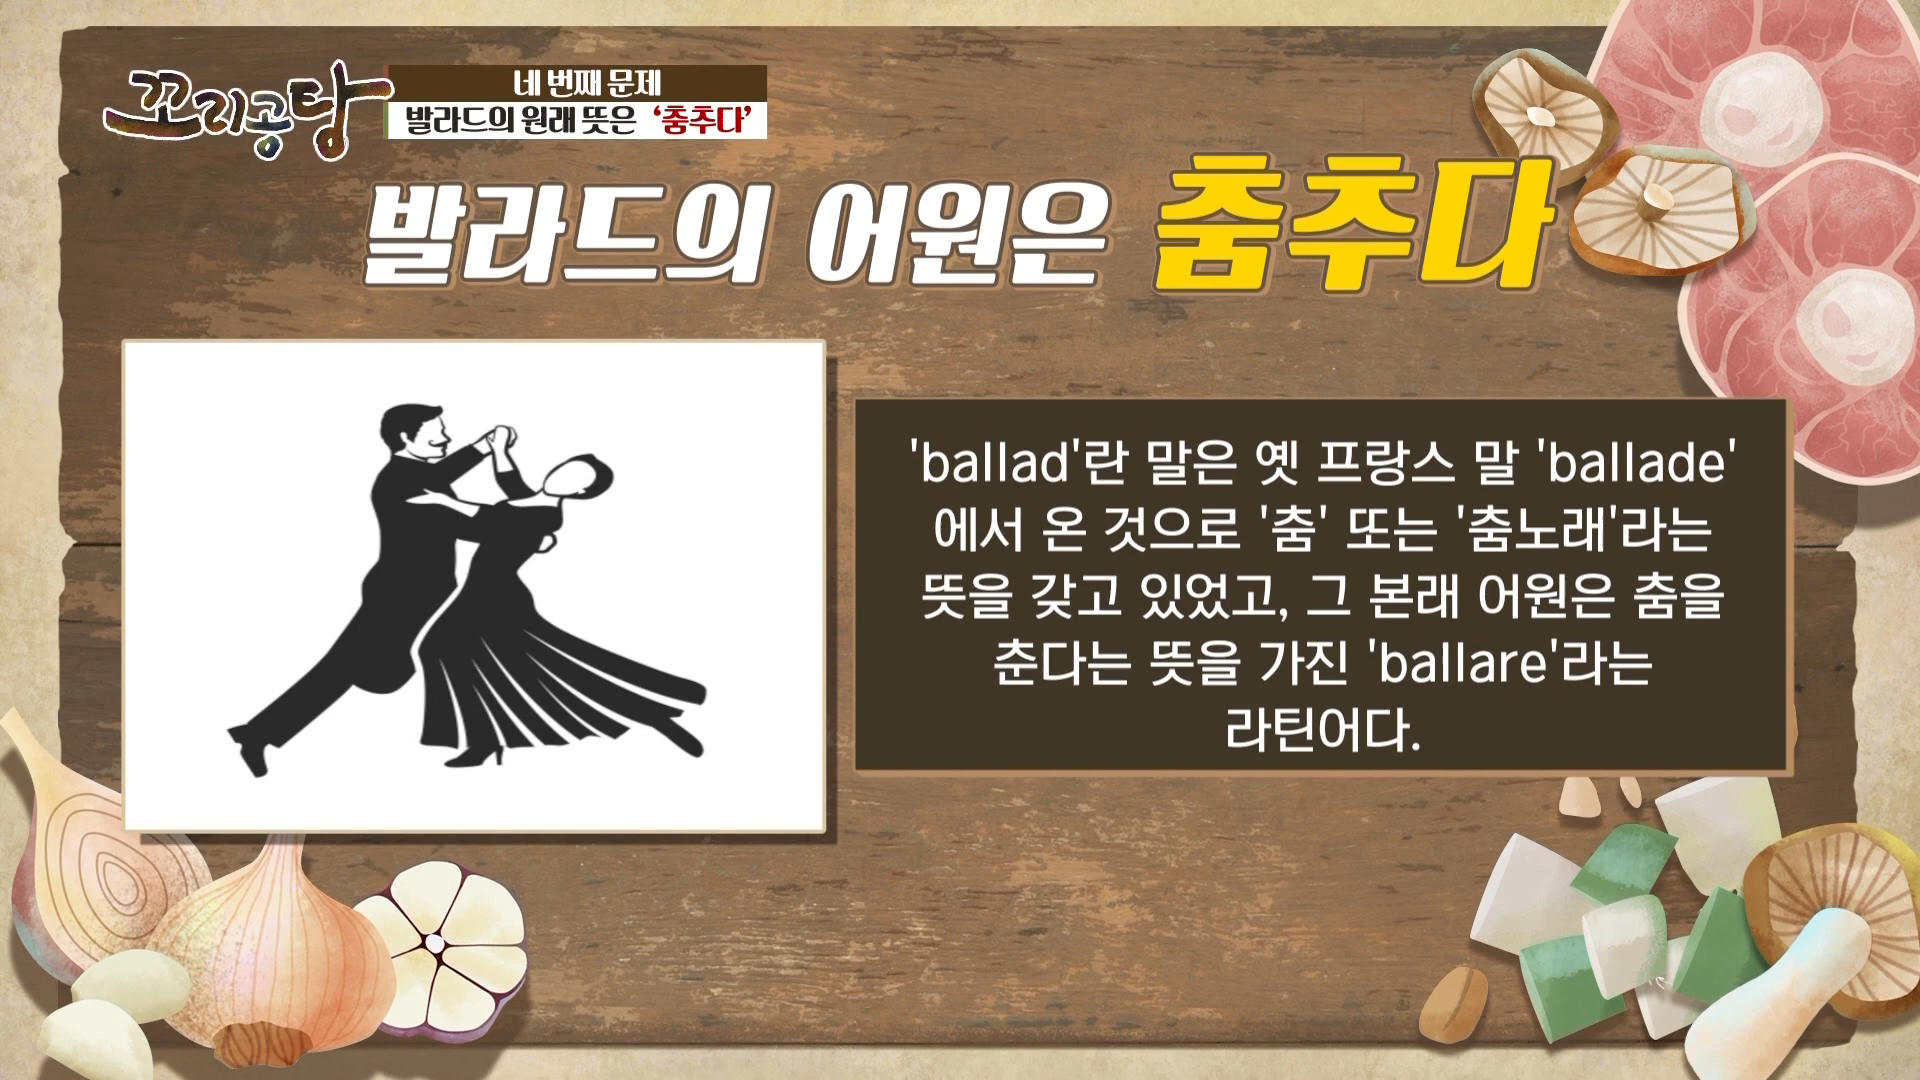 꼬리곰탕
네 번째 문제
발라드의 원래 뜻은 ‘춤추다’
발라드의 어원은 춤추다
'ballad'란 말은 옛 프랑스 말 'ballade'
에서 온 것으로 '춤' 또는 '춤노래'라는
뜻을 갖고 있었고, 그 본래 어원은 춤을
춘다는 뜻을 가진 'ballare'라는
라틴어다.